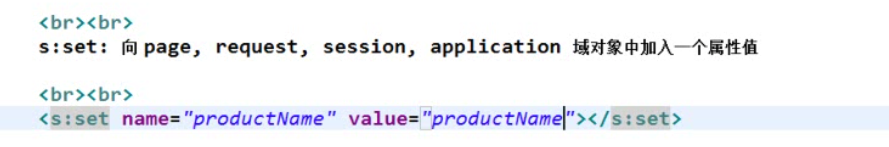 <br><br>
s:set: 向 page, request, session, application 域对象中加入一个属性值
<br><br>
<s:set name="productName" value="productName"></s:set>